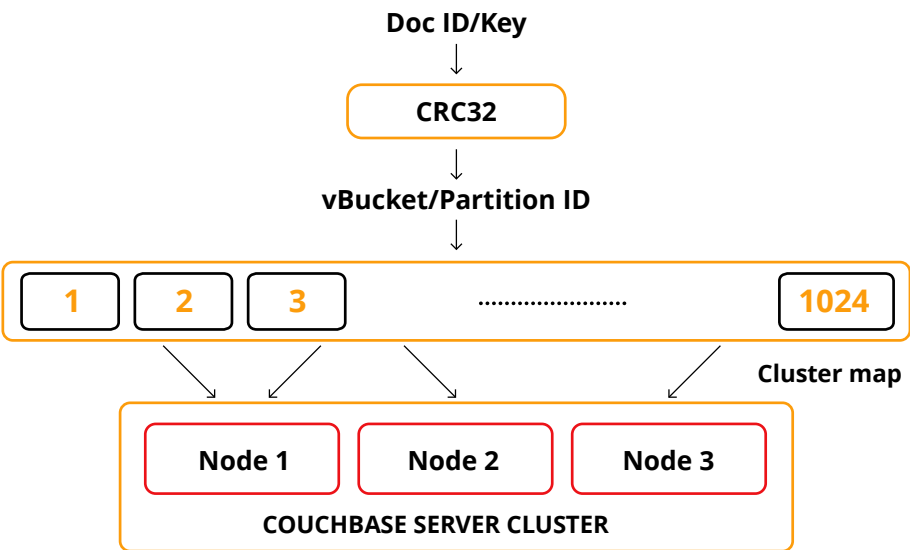 Doc ID/Key
CRC32
vBucket/Partition ID
1 2 3 ....................... 1024
Cluster map
Node 1 Node 2 Node 3
COUCHBASE SERVER CLUSTER